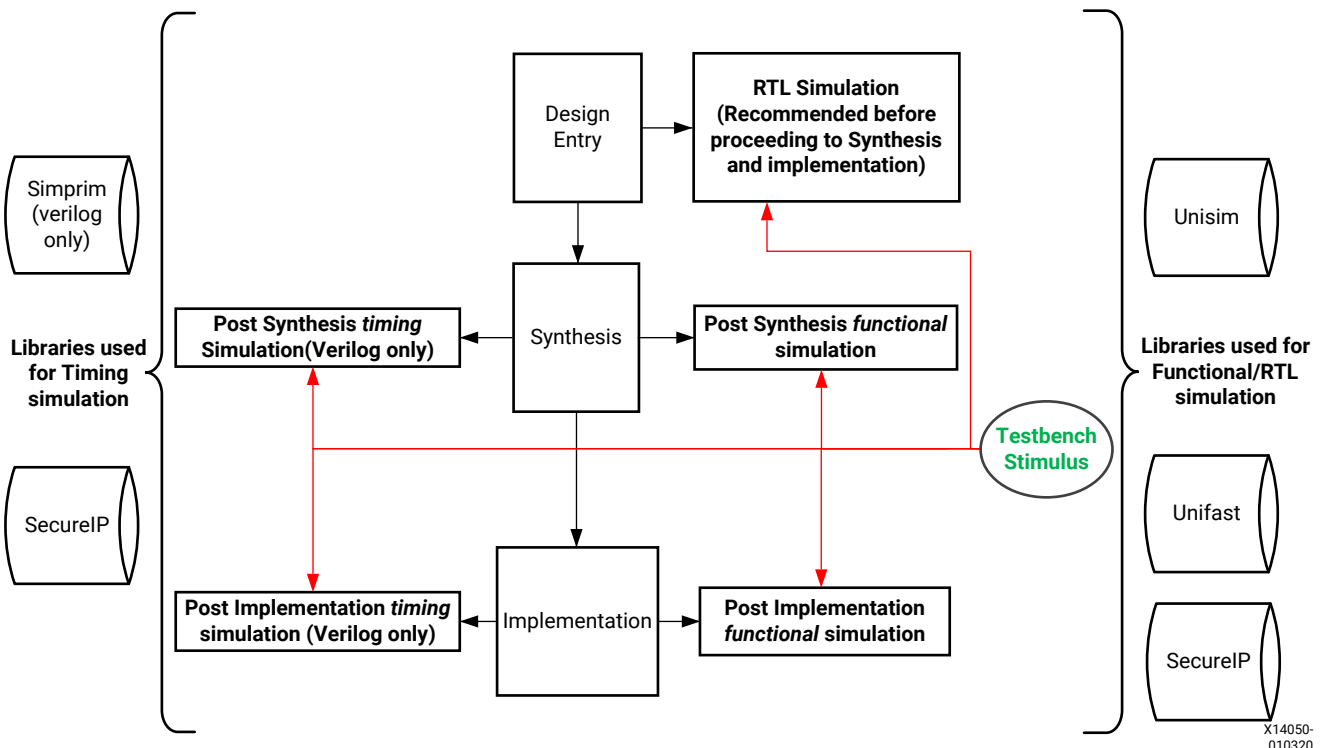 Design
Entry
RTL Simulation
(Recommended before
proceeding to Synthesis
and implementation)
Simprim
(verilog
only)
Unisim
Post Synthesis timing
Simulation(Verilog only)
Synthesis
Post Synthesis functional
simulation
Libraries used
for Timing
simulation
Libraries used for
Functional/RTL
simulation
Testbench
Stimulus
SecureIP
Unifast
Post Implementation timing
simulation (Verilog only)
Implementation
Post Implementation
functional simulation
SecureIP
X14050-
010320